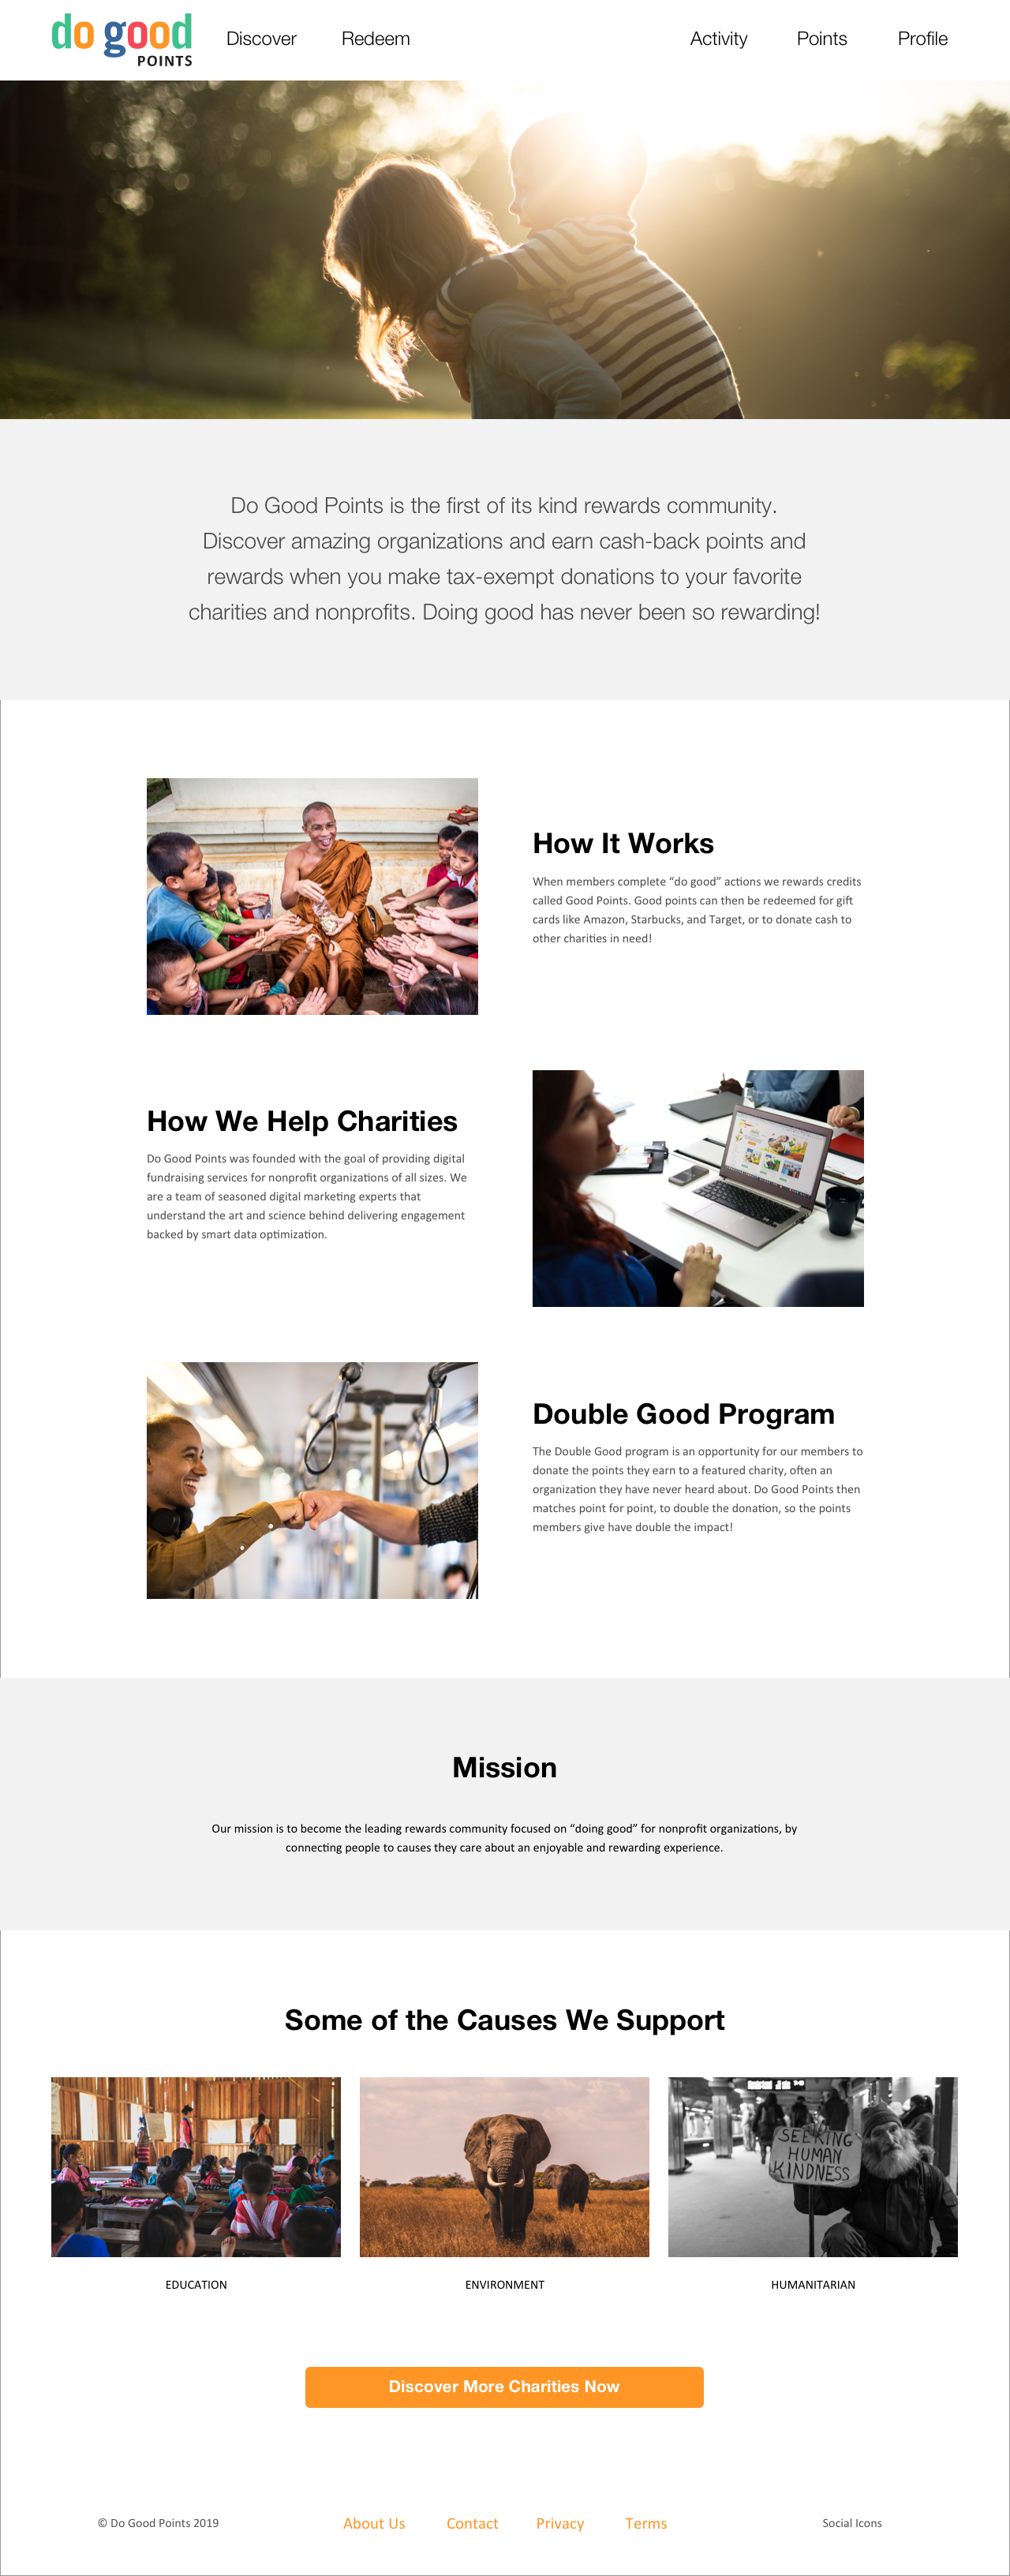 do good
POINTS
Discover
Redeem
Activity
Points
Profile
Do Good Points is the first of its kind rewards community.
Discover amazing organizations and earn cash-back points and
rewards when you make tax-exempt donations to your favorite
charities and nonprofits. Doing good has never been so rewarding!
How It Works
When members complete “do good” actions we rewards credits
called Good Points. Good points can then be redeemed for gift
cards like Amazon, Starbucks, and Target, or to donate cash to
other charities in need!
How We Help Charities
Do Good Points was founded with the goal of providing digital
fundraising services for nonprofit organizations of all sizes. We
are a team of seasoned digital marketing experts that
understand the art and science behind delivering engagement
backed by smart data optimization.
Double Good Program
The Double Good program is an opportunity for our members to
donate the points they earn to a featured charity, often an
organization they have never heard about. Do Good Points then
matches point for point, to double the donation, so the points
members give have double the impact!
Mission
Our mission is to become the leading rewards community focused on “doing good” for nonprofit organizations, by
connecting people to causes they care about an enjoyable and rewarding experience.
Some of the Causes We Support
SEEKING
HUMAN
KINDNESS
EDUCATION
ENVIRONMENT
HUMANITARIAN
Discover More Charities Now
© Do Good Points 2019
About Us
Contact
Privacy
Terms
Social Icons